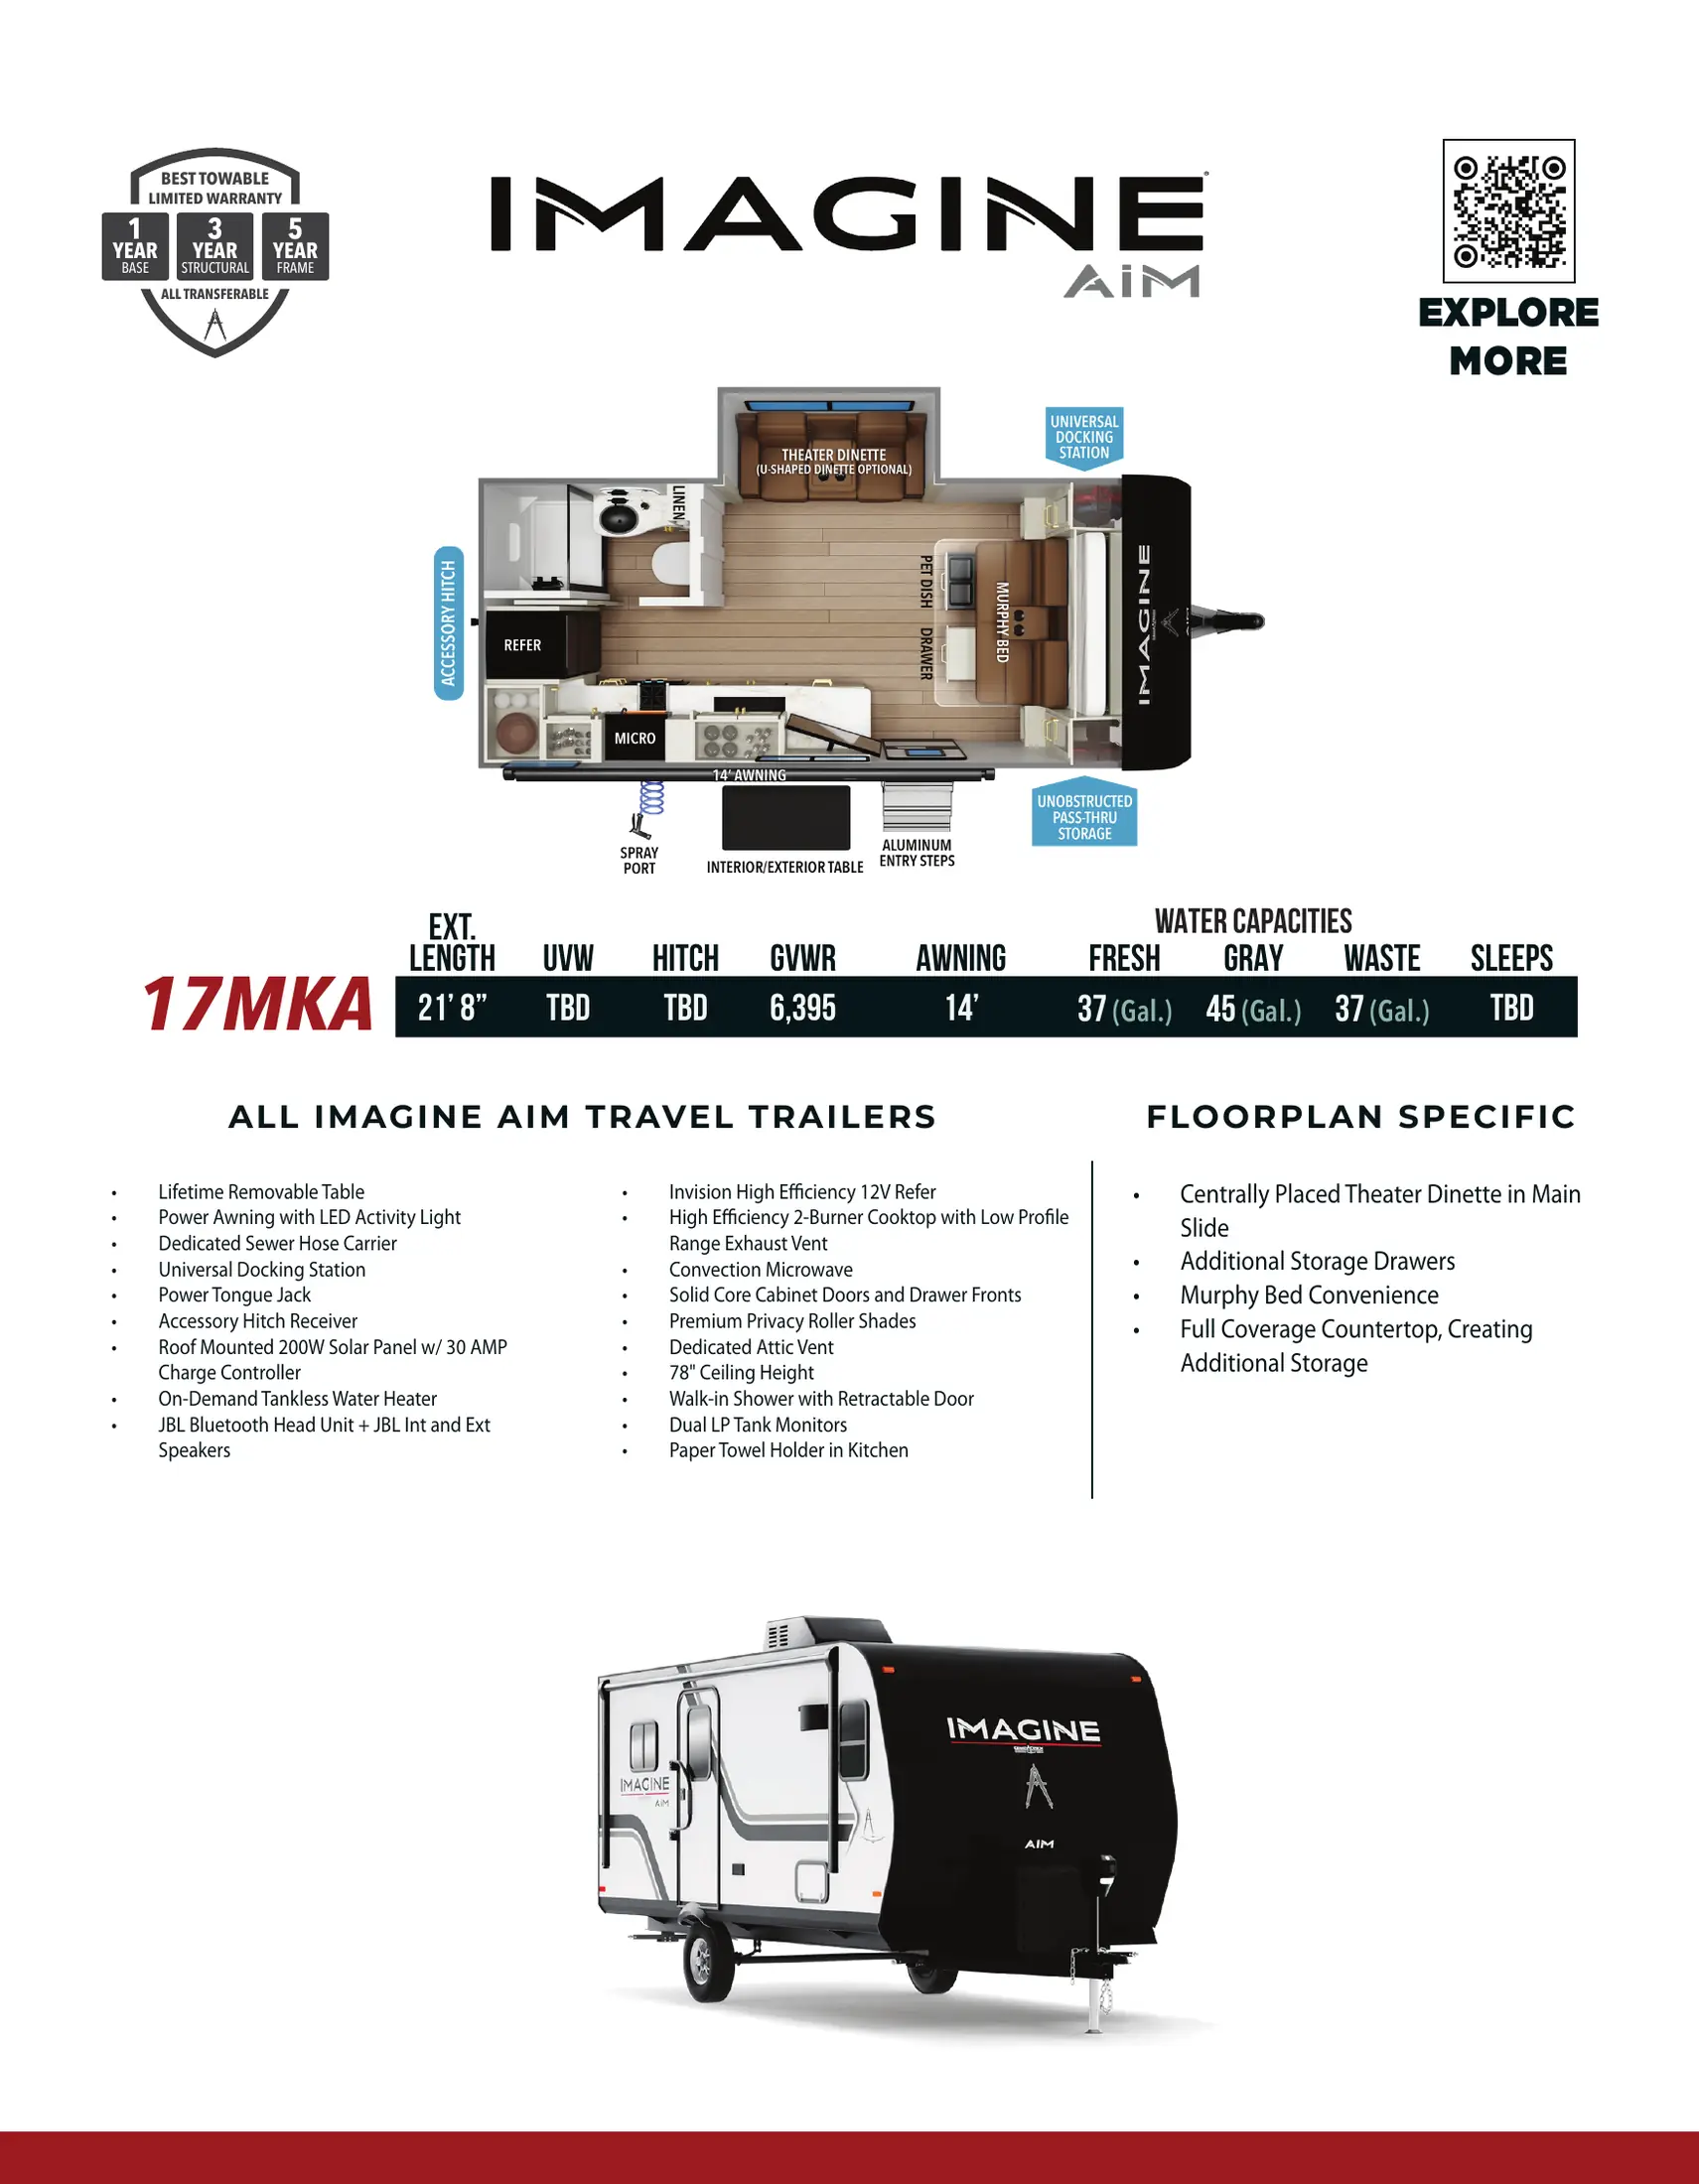 BEST TOWABLE
LIMITED WARRANTY
1 YEAR BASE
3 YEAR STRUCTURAL
5 YEAR FRAME
ALL TRANSFERABLE
IMAGINE®
AiM
EXPLORE
MORE
UNIVERSAL
DOCKING
STATION
THEATER DINETTE
(U-SHAPED DINETTE OPTIONAL)
LINEN
ACCESSORY HITCH
REFER
PET DISH
DRAWER
MURPHY BED
IMAGINE
MICRO
14' AWNING
SPRAY
PORT
INTERIOR/EXTERIOR TABLE
ALUMINUM
ENTRY STEPS
UNOBSTRUCTED
PASS-THRU
STORAGE
WATER CAPACITIES
EXT. LENGTH UVW HITCH GVWR AWNING FRESH GRAY WASTE SLEEPS
17MKA 21’ 8” TBD TBD 6,395 14’ 37 (Gal.) 45 (Gal.) 37 (Gal.) TBD
ALL IMAGINE AIM TRAVEL TRAILERS
• Lifetime Removable Table
• Power Awning with LED Activity Light
• Dedicated Sewer Hose Carrier
• Universal Docking Station
• Power Tongue Jack
• Accessory Hitch Receiver
• Roof Mounted 200W Solar Panel w/ 30 AMP
Charge Controller
• On-Demand Tankless Water Heater
• JBL Bluetooth Head Unit + JBL Int and Ext
Speakers
• Invision High Efficiency 12V Refer
• High Efficiency 2-Burner Cooktop with Low Profile
Range Exhaust Vent
• Convection Microwave
• Solid Core Cabinet Doors and Drawer Fronts
• Premium Privacy Roller Shades
• Dedicated Attic Vent
• 78" Ceiling Height
• Walk-in Shower with Retractable Door
• Dual LP Tank Monitors
• Paper Towel Holder in Kitchen
FLOORPLAN SPECIFIC
• Centrally Placed Theater Dinette in Main
Slide
• Additional Storage Drawers
• Murphy Bed Convenience
• Full Coverage Countertop, Creating
Additional Storage
IMAGINE
AIM
IMAGINE
AIM